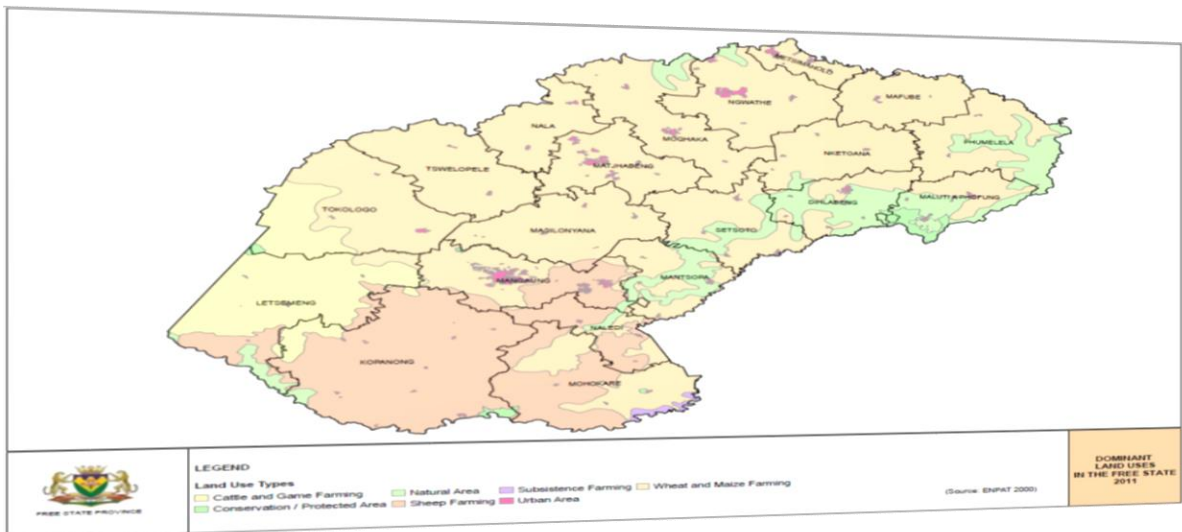 METSIMAHOLO
NGWATHE
MAFUBE
NALA
MOQHAKA
PHUMELELA
NKETOANA
MATJHABENG
TSWELOPELE
MALUTI A PHOFUNG
DIHLABENG
TOKOLOGO
MASILONYANA
SETSOTO
MANTSOPA
MANGAUNG
LETSEMENG
NALEDI
KOPANONG
MOHOKARE
FREE STATE PROVINCE
LEGEND
Land Use Types
Cattle and Game Farming
Conservation / Protected Area
Natural Area
Sheep Farming
Subsistence Farming
Urban Area
Wheat and Maize Farming
(Source: ENPAT 2000)
DOMINANT
LAND USES
IN THE FREE STATE
2011